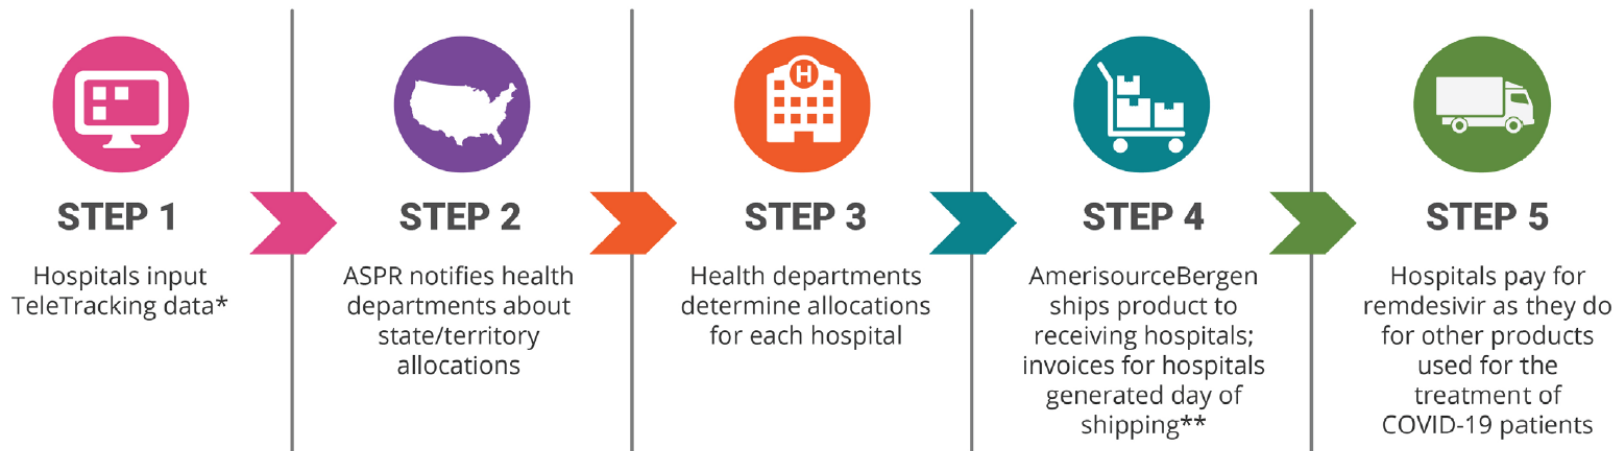 H
STEP 1
Hospitals input
TeleTracking data*
STEP 2
ASPR notifies health
departments about
state/territory
allocations
STEP 3
Health departments
determine allocations
for each hospital
STEP 4
AmerisourceBergen
ships product to
receiving hospitals;
invoices for hospitals
generated day of
shipping**
STEP 5
Hospitals pay for
remdesivir as they do
for other products
used for the
treatment of
COVID-19 patients